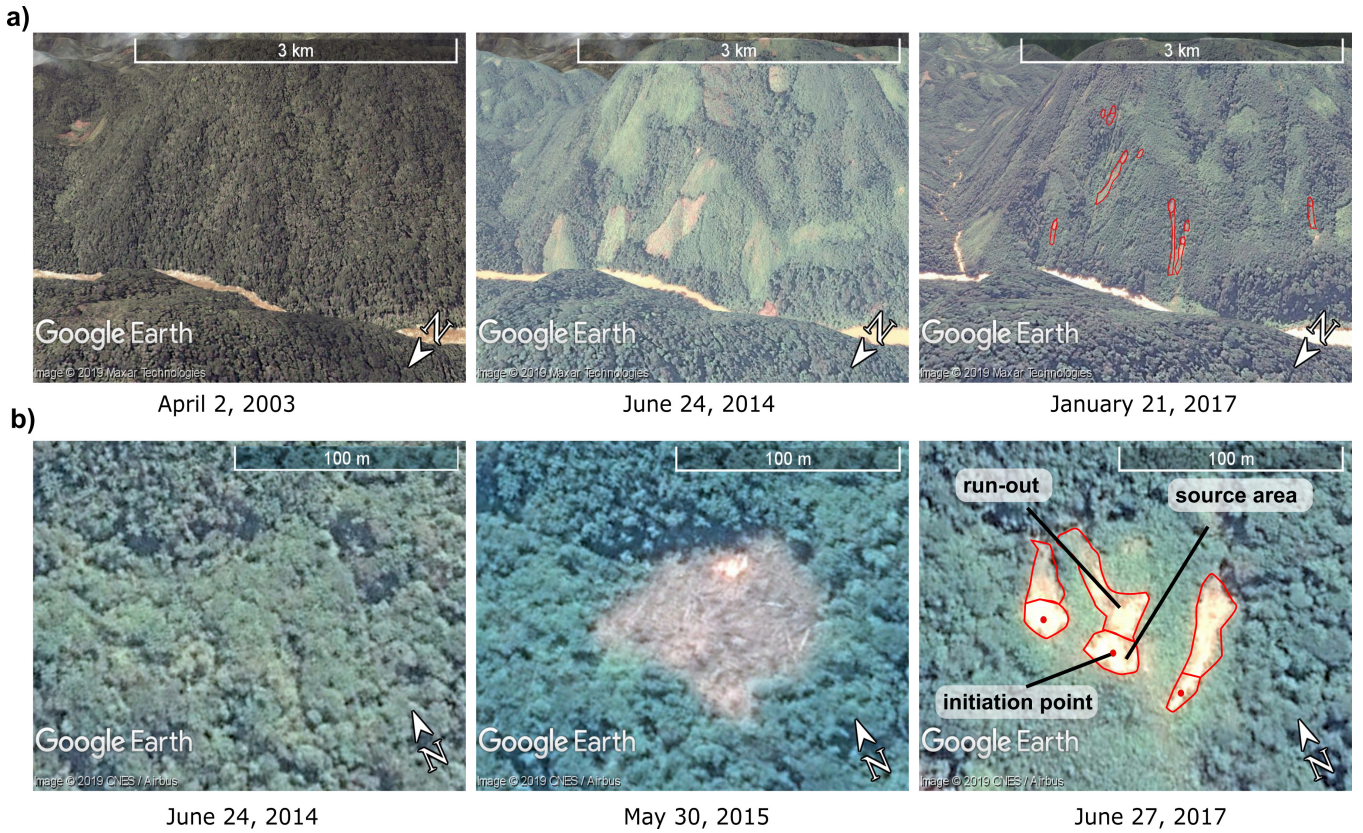 a)
3 km
3 km
3 km
Google Earth
Google Earth
Google Earth
N
N
N
Image © 2019 Maxar Technologies
Image © 2019 Maxar Technologies
Image © 2019 Maxar Technologies
April 2, 2003
June 24, 2014
January 21, 2017
b)
100 m
100 m
100 m
run-out
source area
initiation point
Google Earth
Google Earth
Google Earth
N
N
N
Image © 2019 CNES / Airbus
Image © 2019 CNES / Airbus
Image © 2019 CNES / Airbus
June 24, 2014
May 30, 2015
June 27, 2017